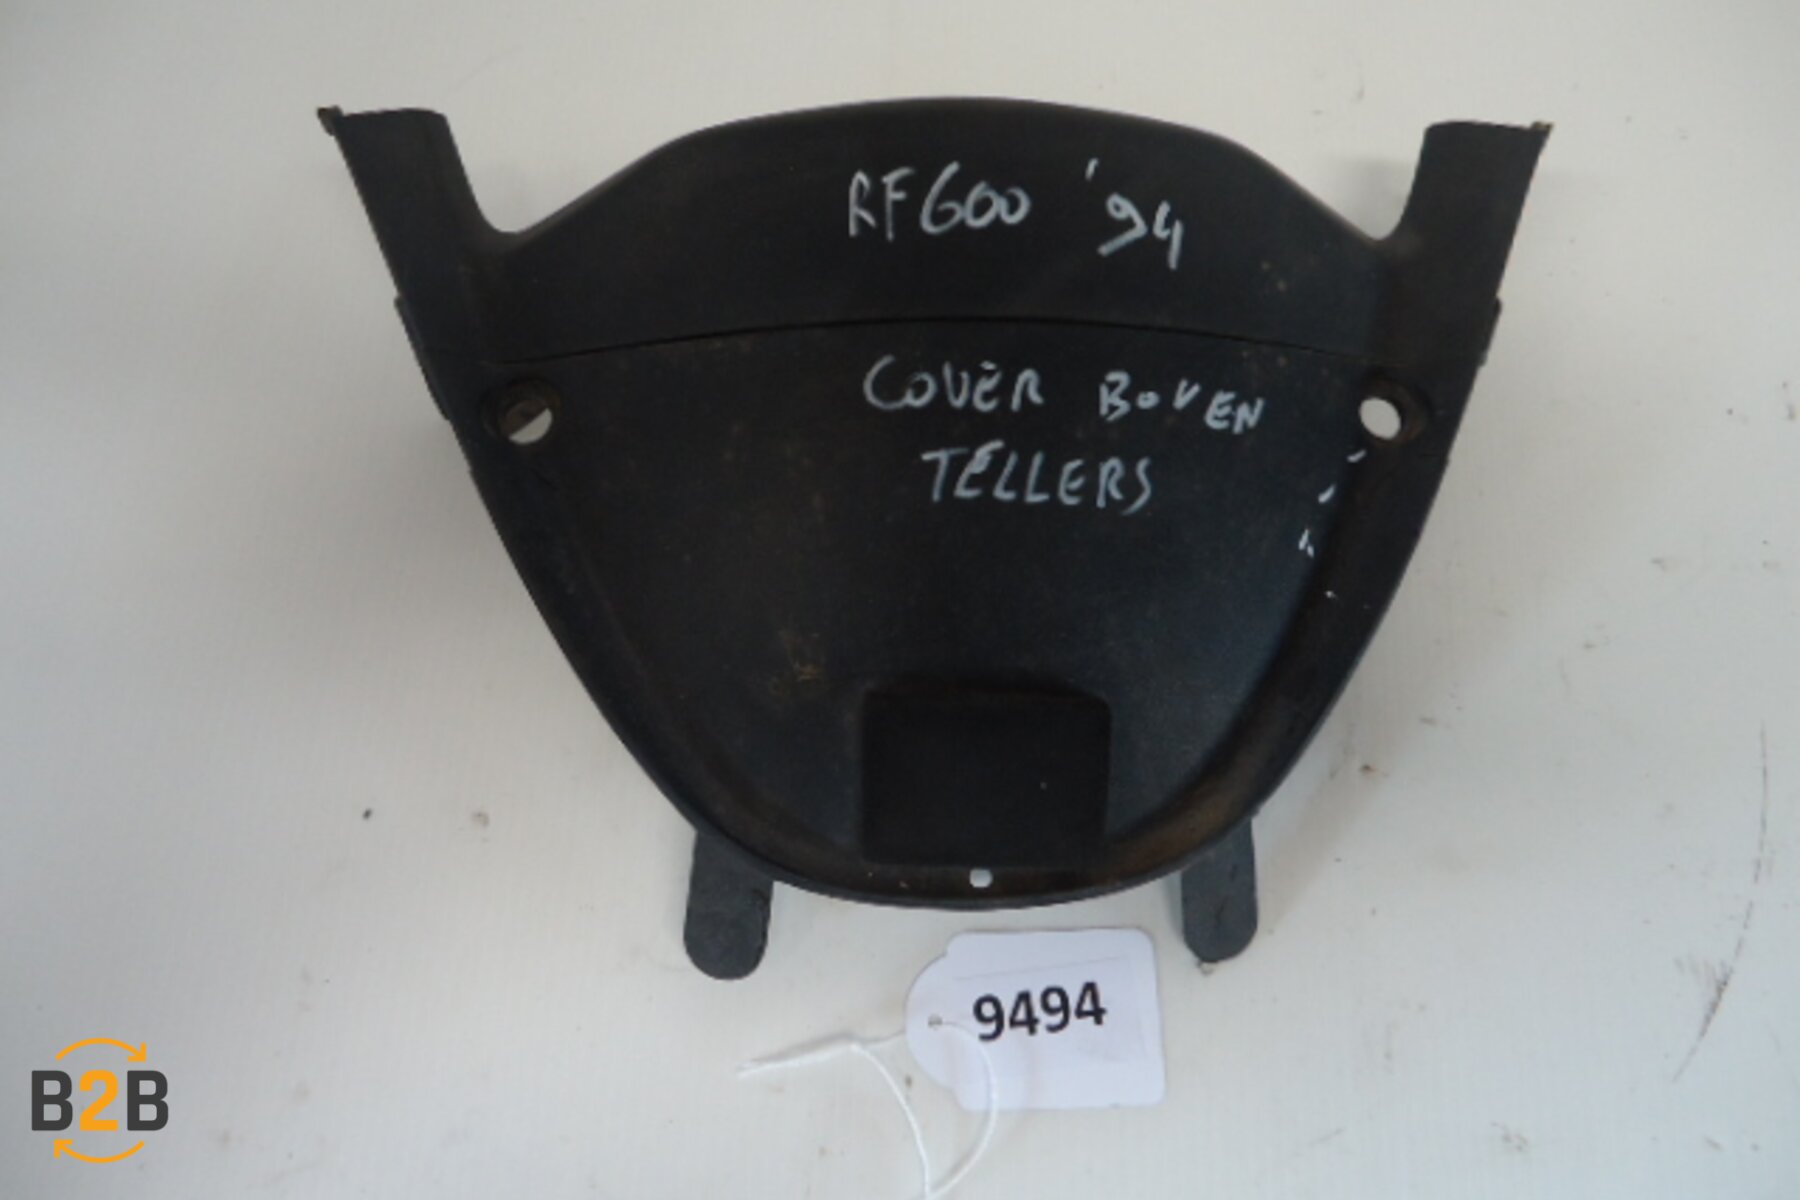 RF600 '94
COVER BOVEN
TELLERS
9494
B2B